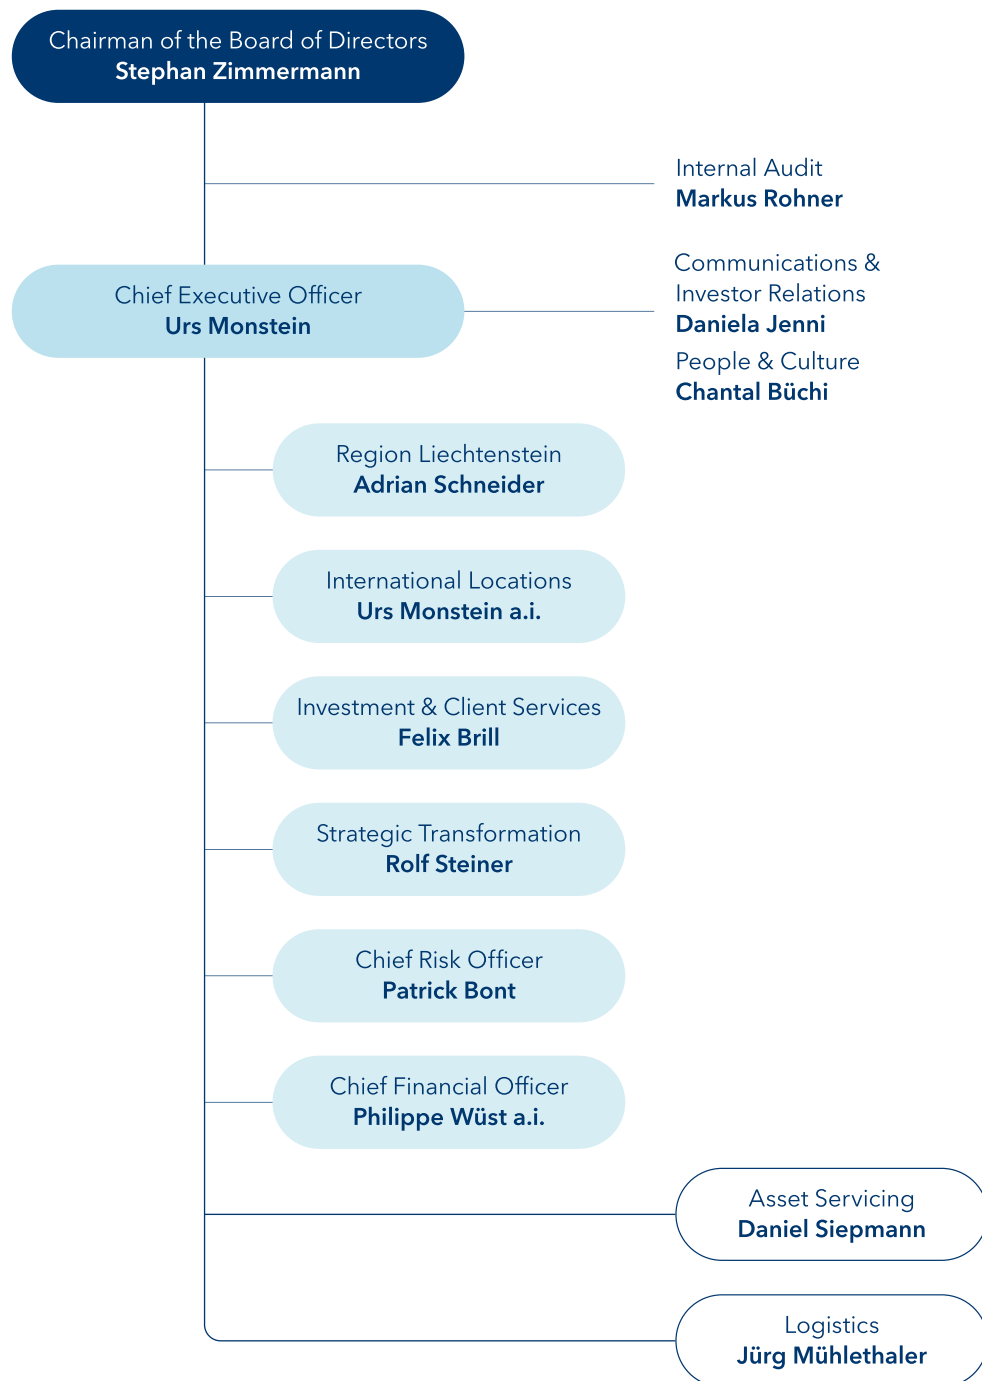 Chairman of the Board of Directors
Stephan Zimmermann
Internal Audit
Markus Rohner
Chief Executive Officer
Urs Monstein
Communications &
Investor Relations
Daniela Jenni
People & Culture
Chantal Büchi
Region Liechtenstein
Adrian Schneider
International Locations
Urs Monstein a.i.
Investment & Client Services
Felix Brill
Strategic Transformation
Rolf Steiner
Chief Risk Officer
Patrick Bont
Chief Financial Officer
Philippe Wüst a.i.
Asset Servicing
Daniel Siepmann
Logistics
Jürg Mühlethaler